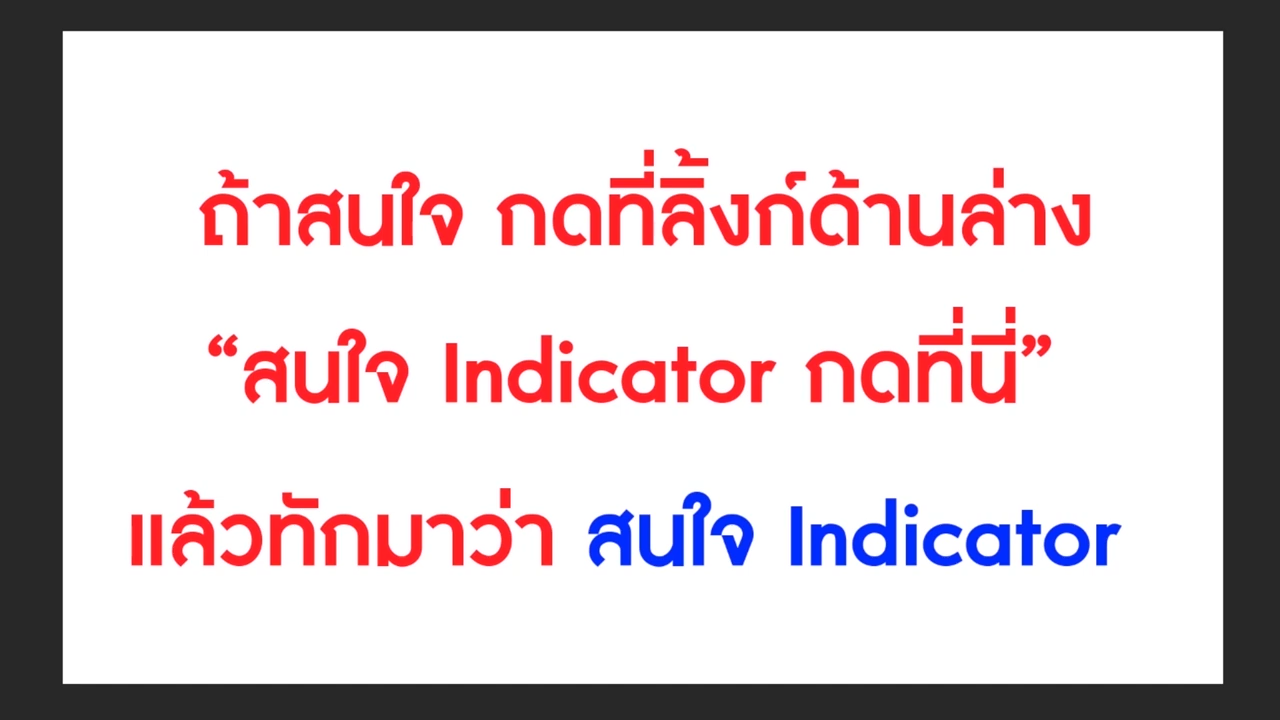 ถ้าสนใจ กดที่ลิ้งก์ด้านล่าง
“สนใจ Indicator กดที่นี่”
แล้วทักมาว่า สนใจ Indicator